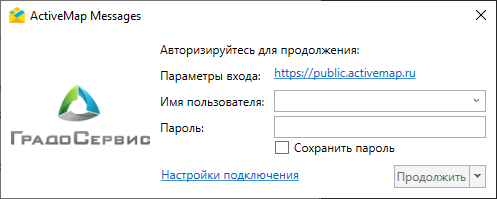 ActiveMap Messages
Авторизируйтесь для продолжения:
Параметры входа: https://public.activemap.ru
Имя пользователя:
ГрадоСервис
Пароль:
Сохранить пароль
Настройки подключения
Продолжить